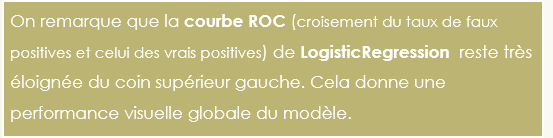 On remarque que la courbe ROC (croisement du taux de faux
positives et celui des vrais positives) de LogisticRegression reste très
éloignée du coin supérieur gauche. Cela donne une
performance visuelle globale du modèle.